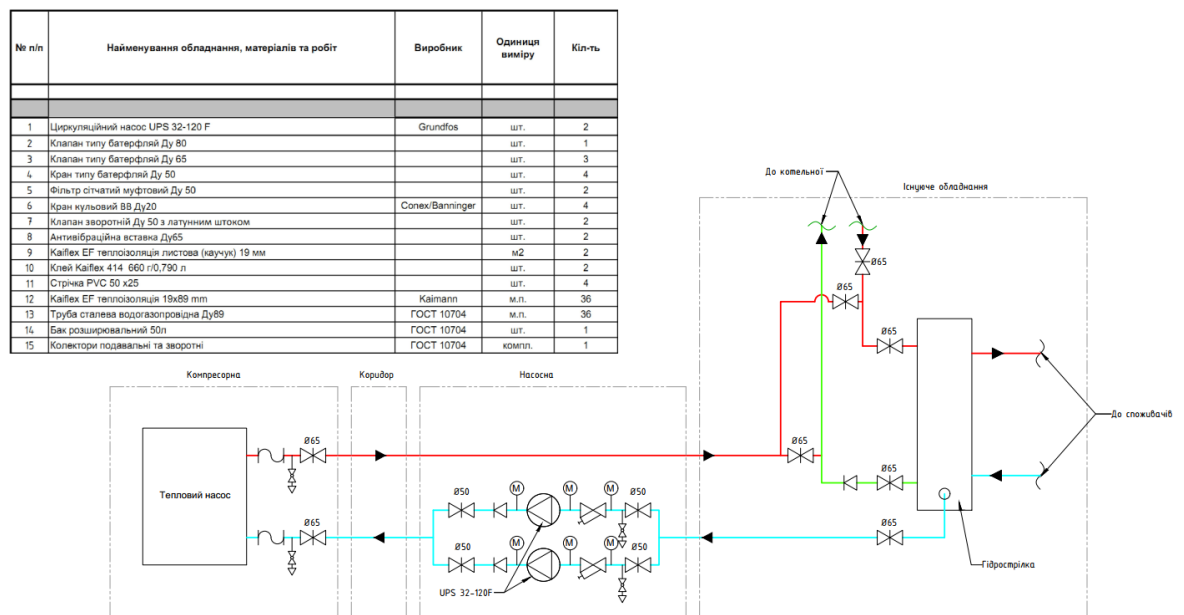 № п/п Найменування обладнання, матеріалів та робіт Виробник Одиниця виміру Кіл-ть
1 Циркуляційний насос UPS 32-120 F Grundfos шт. 2
2 Клапан типу батерфляй Ду 80 шт. 1
3 Клапан типу батерфляй Ду 65 шт. 3
4 Кран типу батерфляй Ду 50 шт. 4
5 Фільтр сітчатий муфтовий Ду 50 шт. 2
6 Кран кульовий ВВ Ду20 Conex/Banninger шт. 4
7 Клапан зворотній Ду 50 з латунним штоком шт. 2
8 Антивібраційна вставка Ду65 шт. 2
9 Kaiflex EF теплоізоляція листова (каучук) 19 мм м2 2
10 Клей Kaiflex 414 660 г/0,790 л шт. 2
11 Стрічка PVC 50 x25 шт. 4
12 Kaiflex EF теплоізоляція 19x89 mm Kaimann м.п. 36
13 Труба сталева водогазопровідна Ду89 ГОСТ 10704 м.п. 36
14 Бак розширювальний 50л ГОСТ 10704 шт. 1
15 Колектори подавальні та зворотні ГОСТ 10704 компл. 1
До котельної
Існуюче обладнання
Ø65
Ø65
Ø65
Компресорна Коридор Насосна
До споживачів
Ø65 Ø65
Тепловий насос
Ø65
Ø50 М М М Ø50
Ø65 Ø65
Ø50 М М М Ø50
Гідрострілка
UPS 32-120F